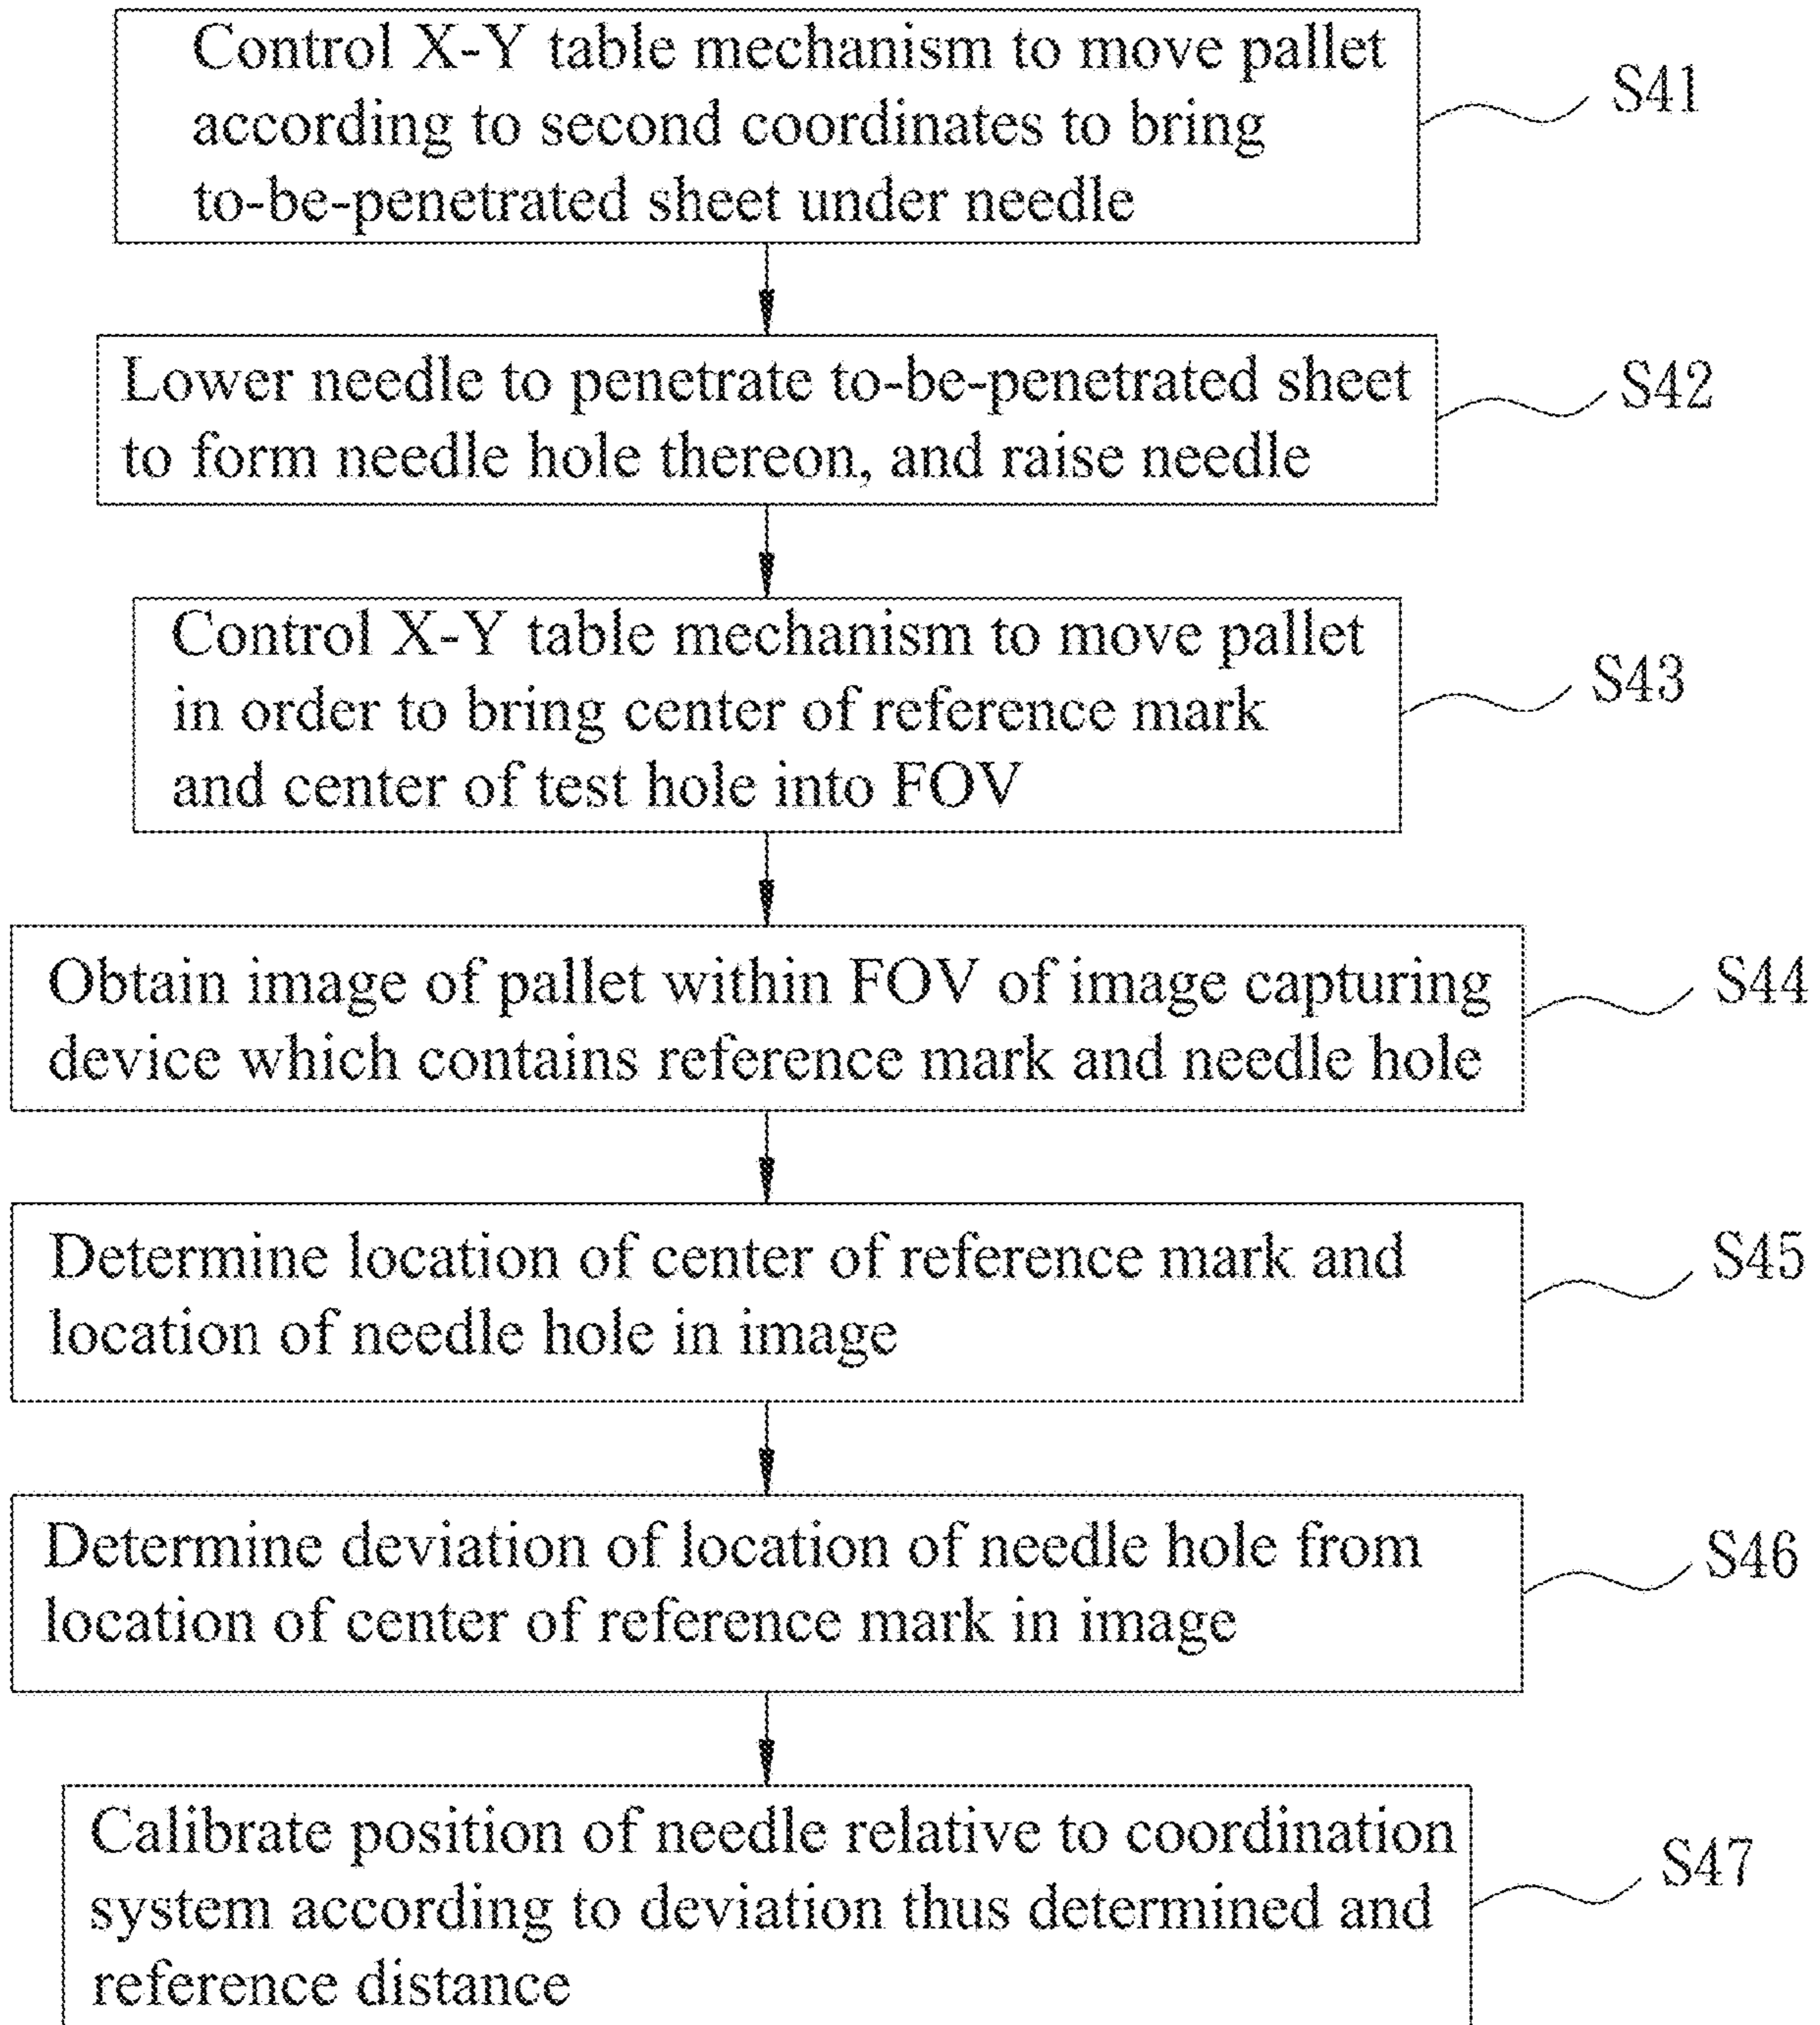 Control X-Y table mechanism to move pallet
according to second coordinates to bring
to-be-penetrated sheet under needle
S41
Lower needle to penetrate to-be-penetrated sheet
to form needle hole thereon, and raise needle
S42
Control X-Y table mechanism to move pallet
in order to bring center of reference mark
and center of test hole into FOV
S43
Obtain image of pallet within FOV of image capturing
device which contains reference mark and needle hole
S44
Determine location of center of reference mark and
location of needle hole in image
S45
Determine deviation of location of needle hole from
location of center of reference mark in image
S46
Calibrate position of needle relative to coordination
system according to deviation thus determined and
reference distance
S47